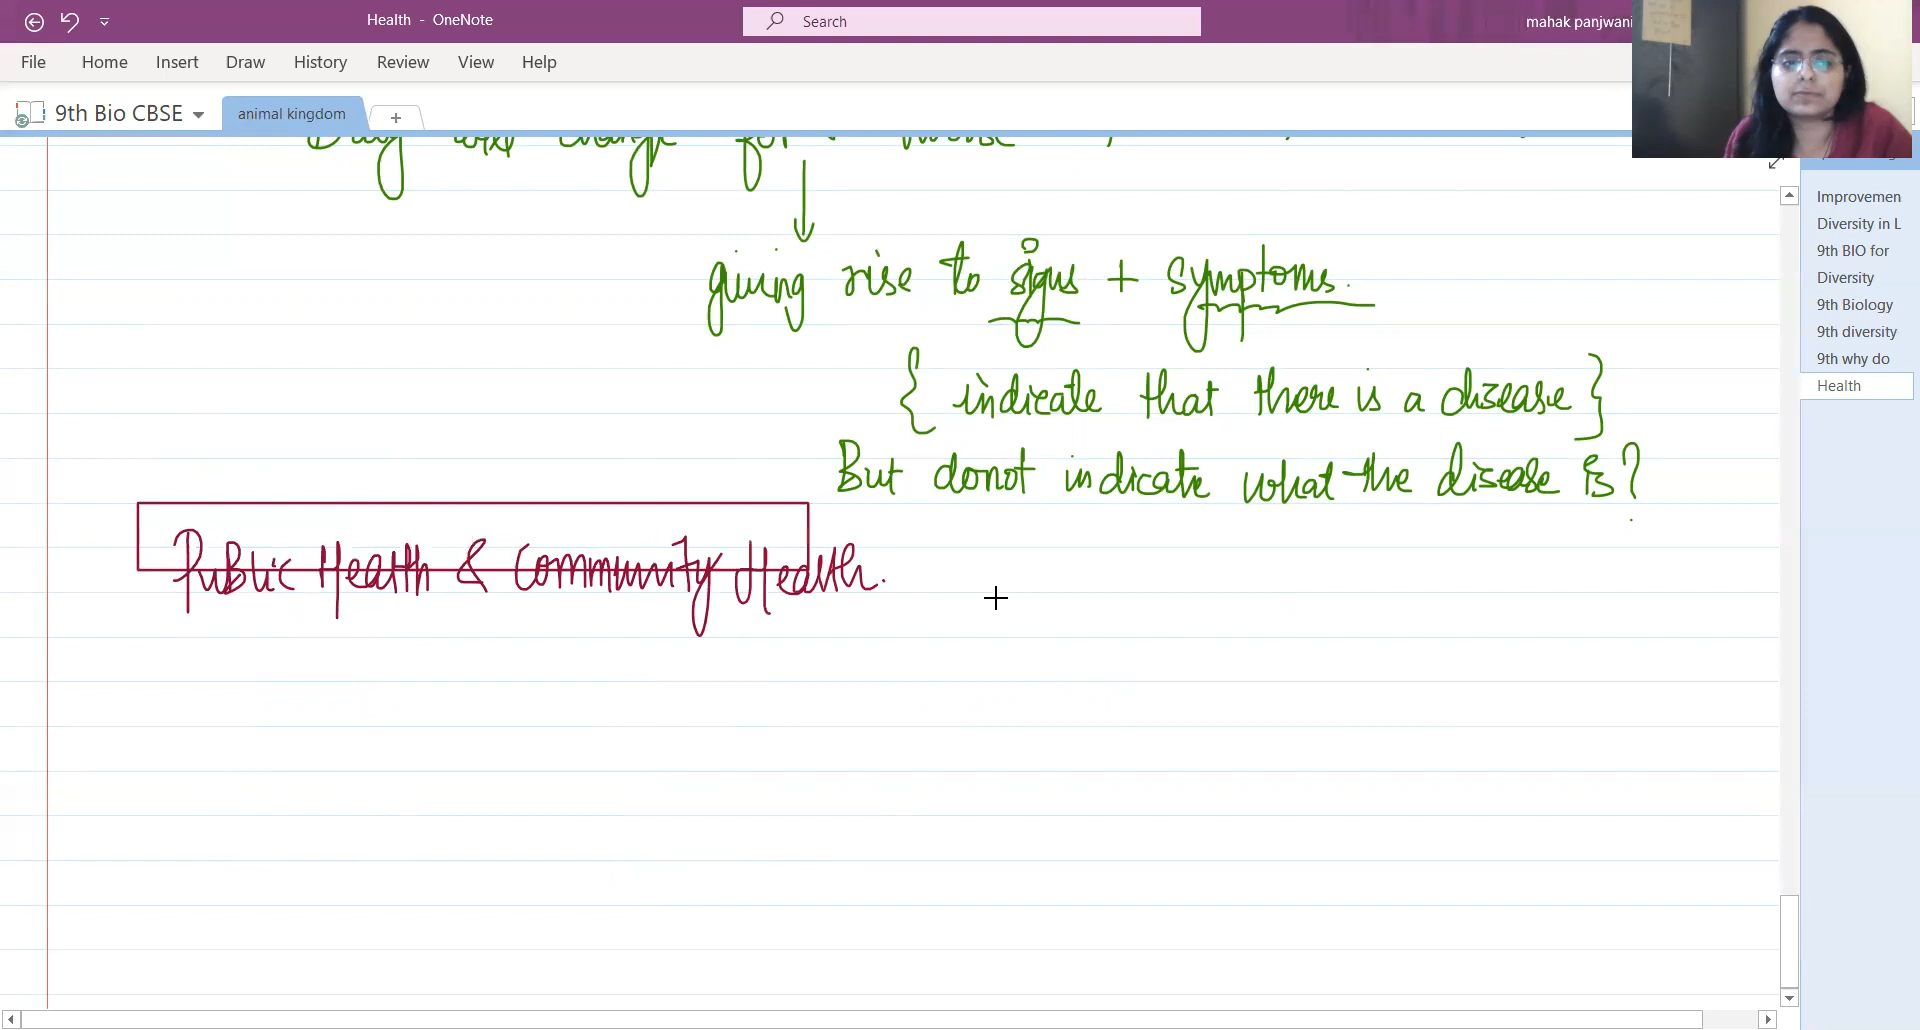 Health - OneNote
Search
mahak panjwani
File Home Insert Draw History Review View Help
9th Bio CBSE
animal kingdom
+
change for
giving rise to signs + symptoms.
{ indicate that there is a disease }
But donot indicate what the disease is?
Public Health & Community Health.
Improvemen
Diversity in L
9th BIO for
Diversity
9th Biology
9th diversity
9th why do
Health